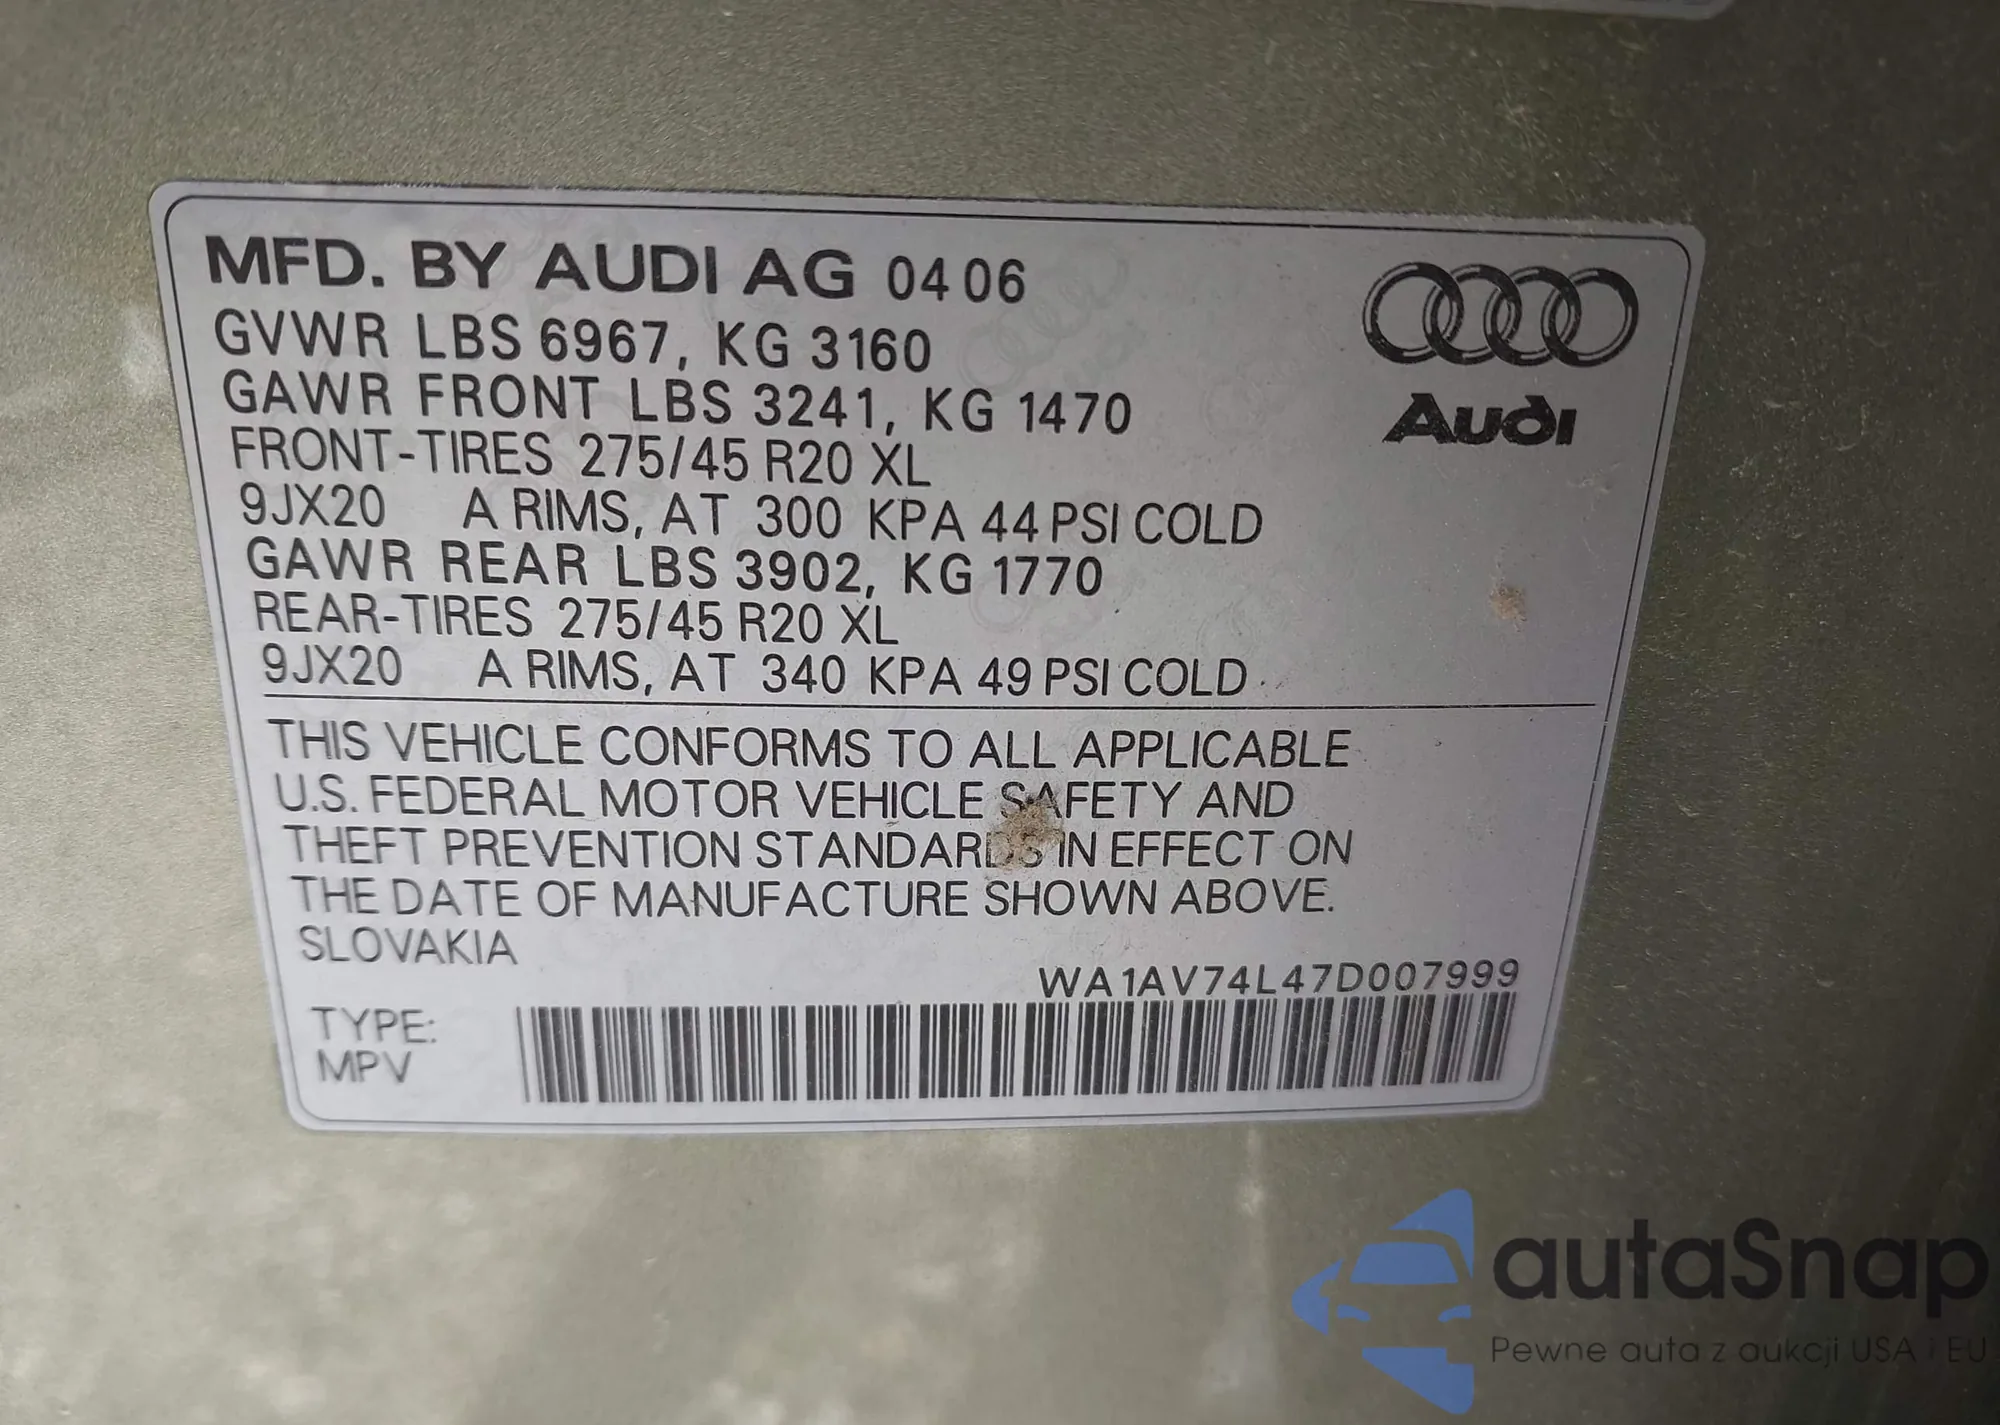 MFD. BY AUDI AG 04 06
GVWR LBS 6967, KG 3160
GAWR FRONT LBS 3241, KG 1470
FRONT-TIRES 275/45 R20 XL
9JX20 A RIMS, AT 300 KPA 44 PSI COLD
GAWR REAR LBS 3902, KG 1770
REAR-TIRES 275/45 R20 XL
9JX20 A RIMS, AT 340 KPA 49 PSI COLD
Audi
THIS VEHICLE CONFORMS TO ALL APPLICABLE
U.S. FEDERAL MOTOR VEHICLE SAFETY AND
THEFT PREVENTION STANDARDS IN EFFECT ON
THE DATE OF MANUFACTURE SHOWN ABOVE.
SLOVAKIA
WA1AV74L47D007999
TYPE:
MPV
autaSnap
Pewne auta z aukcji USA i EU